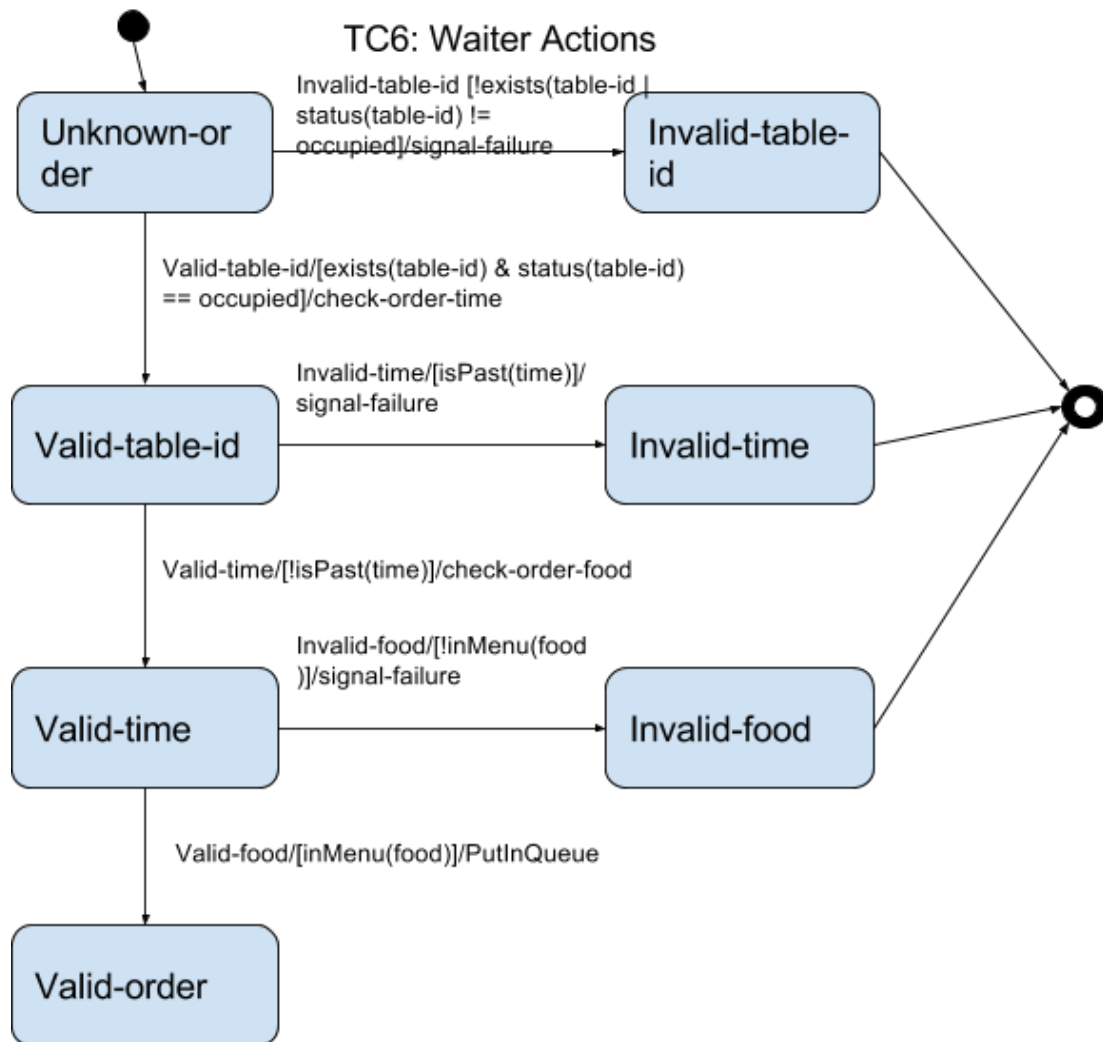 TC6: Waiter Actions
Invalid-table-id [!exists(table-id |
status(table-id) !=
occupied]/signal-failure
Unknown-or
der
Invalid-table-
id
Valid-table-id/[exists(table-id) & status(table-id)
== occupied]/check-order-time
Invalid-time/[isPast(time)]/
signal-failure
Valid-table-id
Invalid-time
Valid-time/[!isPast(time)]/check-order-food
Invalid-food/[!inMenu(food
)]/signal-failure
Valid-time
Invalid-food
Valid-food/[inMenu(food)]/PutInQueue
Valid-order